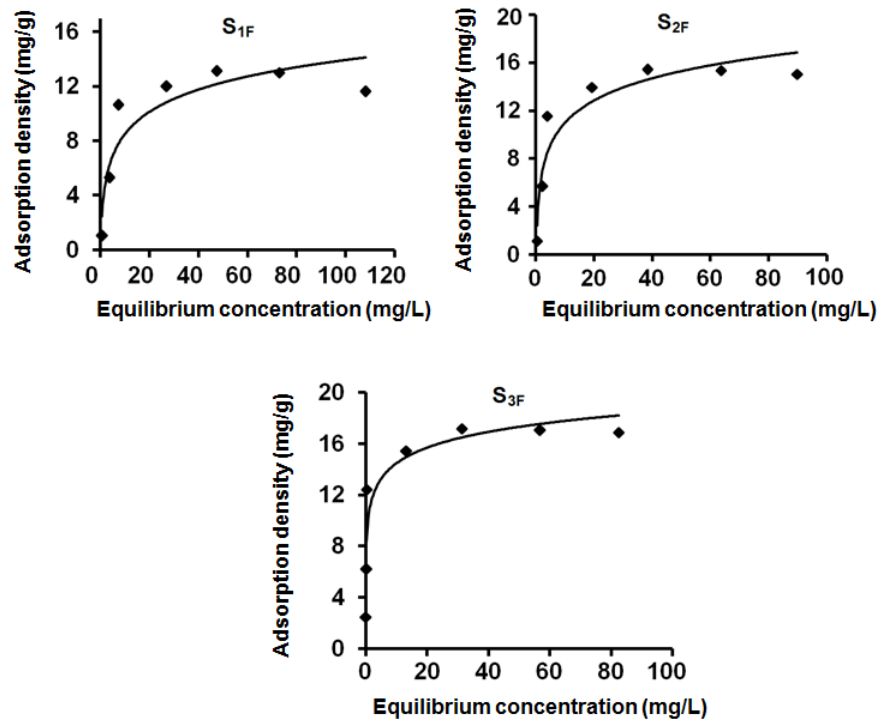 S1F
Adsorption density (mg/g)
16
12
8
4
0
0 20 40 60 80 100 120
Equilibrium concentration (mg/L)
S2F
Adsorption density (mg/g)
20
16
12
8
4
0
0 20 40 60 80 100
Equilibrium concentration (mg/L)
S3F
Adsorption density (mg/g)
20
16
12
8
4
0
0 20 40 60 80 100
Equilibrium concentration (mg/L)